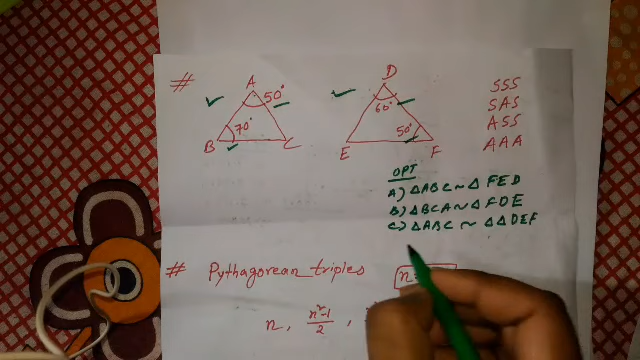 #
A
50°
70°
B
C
D
60°
50°
E
F
SSS
SAS
ASS
AAA
OPT
A) ΔABC ~ Δ FED
B) ΔBCA ~ Δ FDE
C) ΔABC ~ ΔΔDEF
# Pythagorean triples
n, (n²-1)/2,